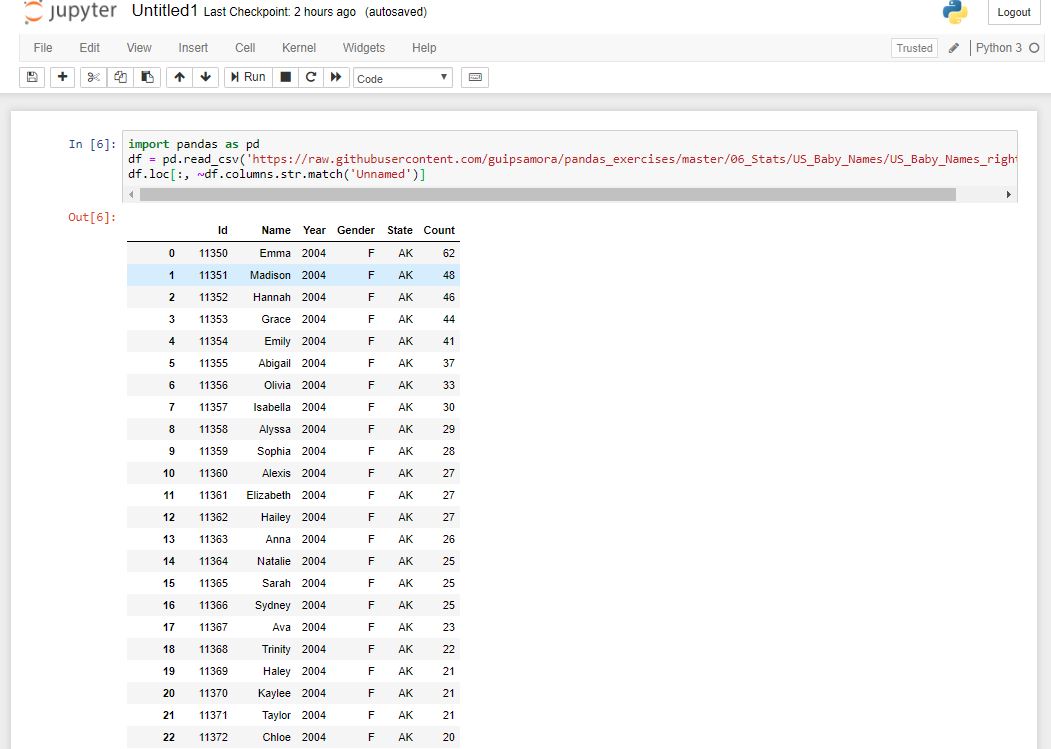 jupyter Untitled1 Last Checkpoint: 2 hours ago (autosaved)
Logout
File Edit View Insert Cell Kernel Widgets Help
Trusted Python 3
Run Code
In [6]: import pandas as pd
df = pd.read_csv('https://raw.githubusercontent.com/guipsamora/pandas_exercises/master/06_Stats/US_Baby_Names/US_Baby_Names_right
df.loc[:, ~df.columns.str.match('Unnamed')]
Out[6]:
Id Name Year Gender State Count
0 11350 Emma 2004 F AK 62
1 11351 Madison 2004 F AK 48
2 11352 Hannah 2004 F AK 46
3 11353 Grace 2004 F AK 44
4 11354 Emily 2004 F AK 41
5 11355 Abigail 2004 F AK 37
6 11356 Olivia 2004 F AK 33
7 11357 Isabella 2004 F AK 30
8 11358 Alyssa 2004 F AK 29
9 11359 Sophia 2004 F AK 28
10 11360 Alexis 2004 F AK 27
11 11361 Elizabeth 2004 F AK 27
12 11362 Hailey 2004 F AK 27
13 11363 Anna 2004 F AK 26
14 11364 Natalie 2004 F AK 25
15 11365 Sarah 2004 F AK 25
16 11366 Sydney 2004 F AK 25
17 11367 Ava 2004 F AK 23
18 11368 Trinity 2004 F AK 22
19 11369 Haley 2004 F AK 21
20 11370 Kaylee 2004 F AK 21
21 11371 Taylor 2004 F AK 21
22 11372 Chloe 2004 F AK 20